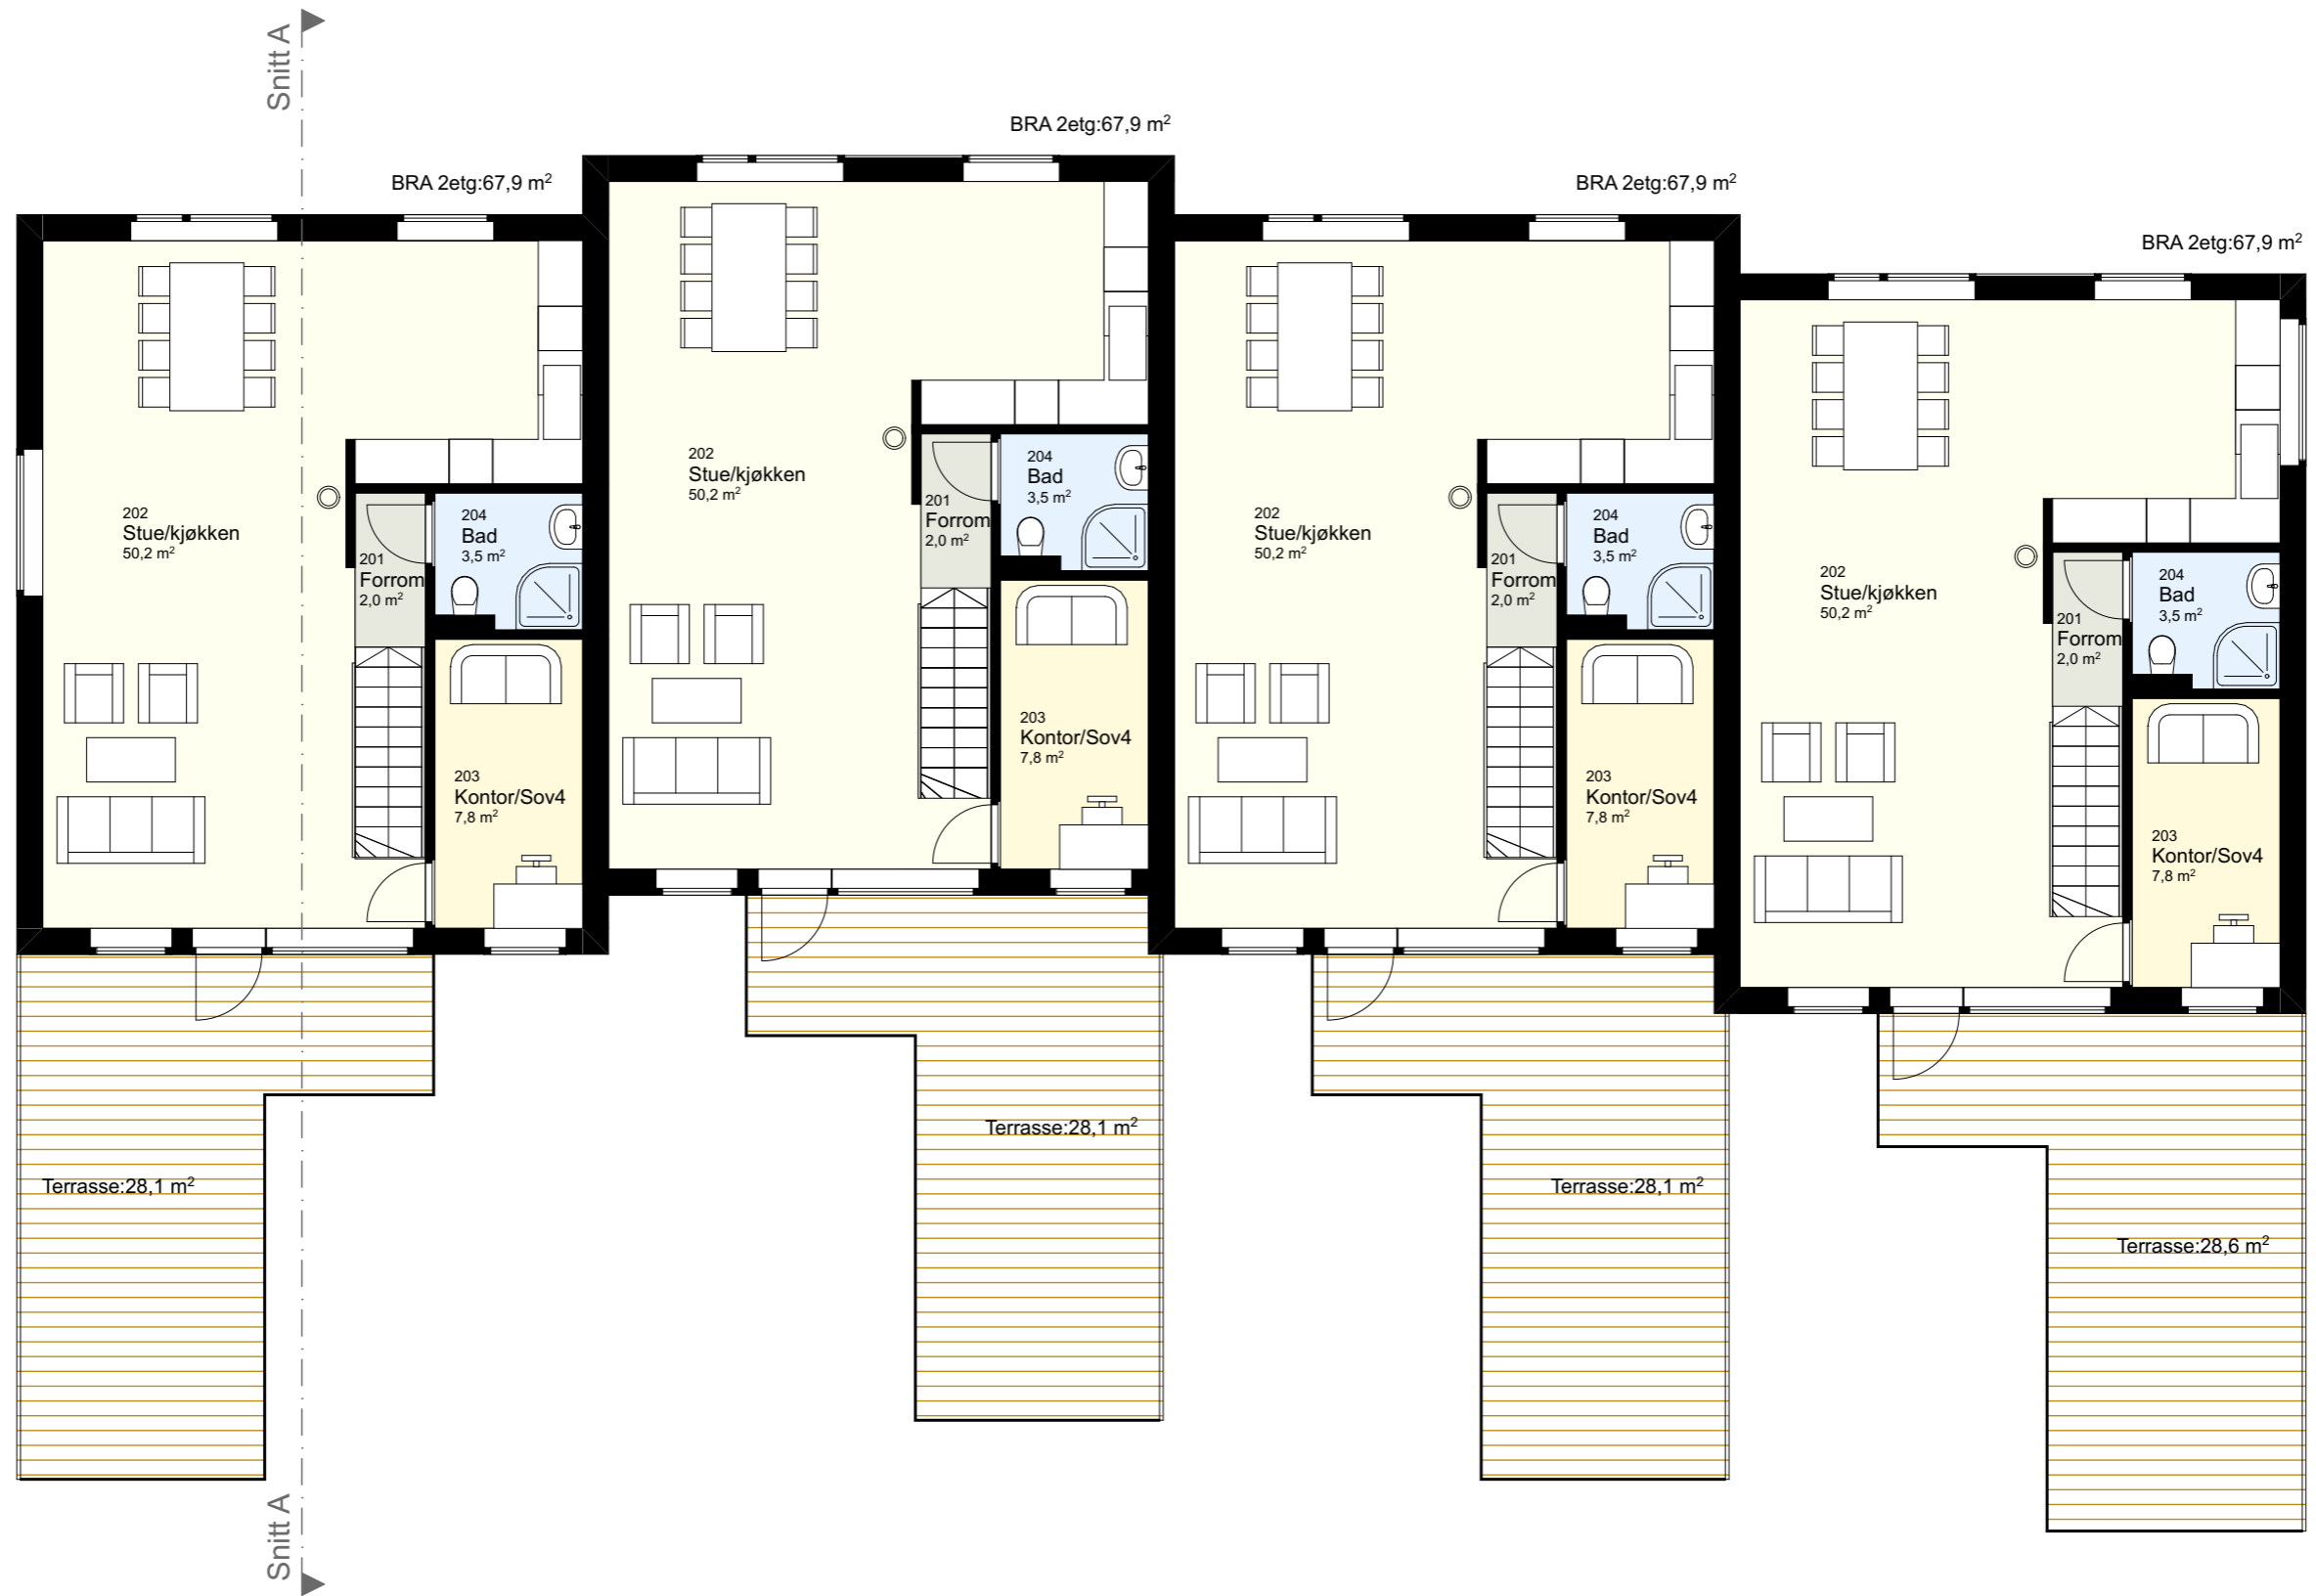 Snitt A
BRA 2etg:67,9 m²
BRA 2etg:67,9 m²
BRA 2etg:67,9 m²
BRA 2etg:67,9 m²
202
Stue/kjøkken
50,2 m²
204
Bad
3,5 m²
201
Forrom
2,0 m²
203
Kontor/Sov4
7,8 m²
Terrasse:28,1 m²
202
Stue/kjøkken
50,2 m²
204
Bad
3,5 m²
201
Forrom
2,0 m²
203
Kontor/Sov4
7,8 m²
Terrasse:28,1 m²
202
Stue/kjøkken
50,2 m²
204
Bad
3,5 m²
201
Forrom
2,0 m²
203
Kontor/Sov4
7,8 m²
Terrasse:28,1 m²
202
Stue/kjøkken
50,2 m²
204
Bad
3,5 m²
201
Forrom
2,0 m²
203
Kontor/Sov4
7,8 m²
Terrasse:28,6 m²
Snitt A